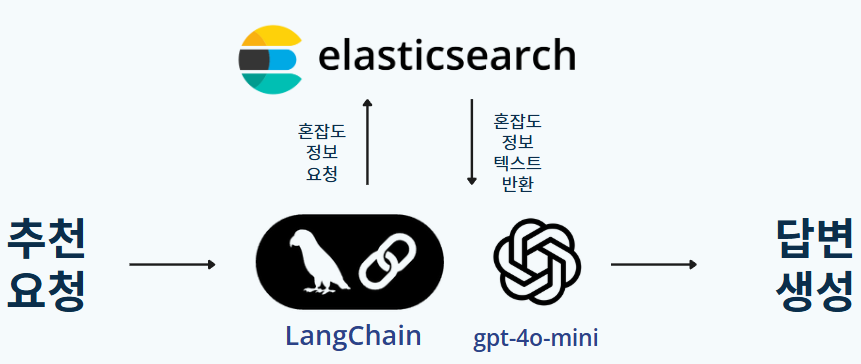 elasticsearch
혼잡도
정보
요청
혼잡도
정보
텍스트
반환
추천
요청
LangChain
gpt-4o-mini
답변
생성